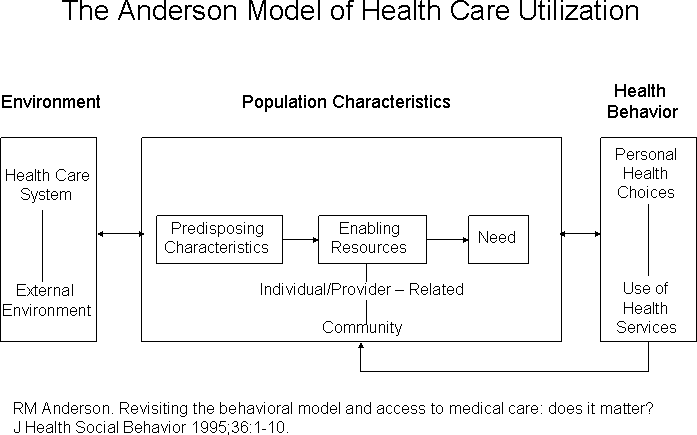 The Anderson Model of Health Care Utilization
Environment
Population Characteristics
Health
Behavior
Health Care
System
External
Environment
Predisposing
Characteristics
Enabling
Resources
Need
Individual/Provider – Related
Community
Personal
Health
Choices
Use of
Health
Services
RM Anderson. Revisiting the behavioral model and access to medical care: does it matter?
J Health Social Behavior 1995;36:1-10.